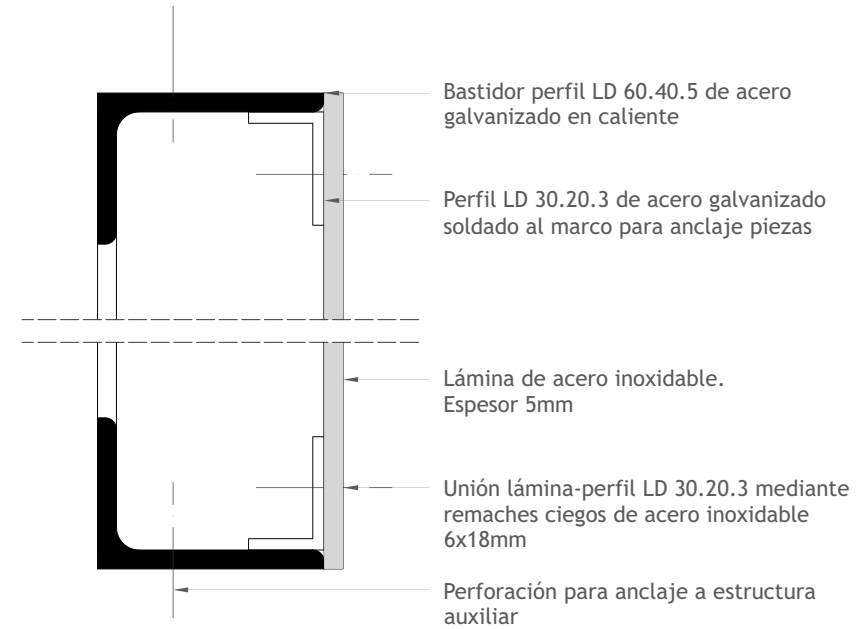 Bastidor perfil LD 60.40.5 de acero
galvanizado en caliente
Perfil LD 30.20.3 de acero galvanizado
soldado al marco para anclaje piezas
Lámina de acero inoxidable.
Espesor 5mm
Unión lámina-perfil LD 30.20.3 mediante
remaches ciegos de acero inoxidable
6x18mm
Perforación para anclaje a estructura
auxiliar